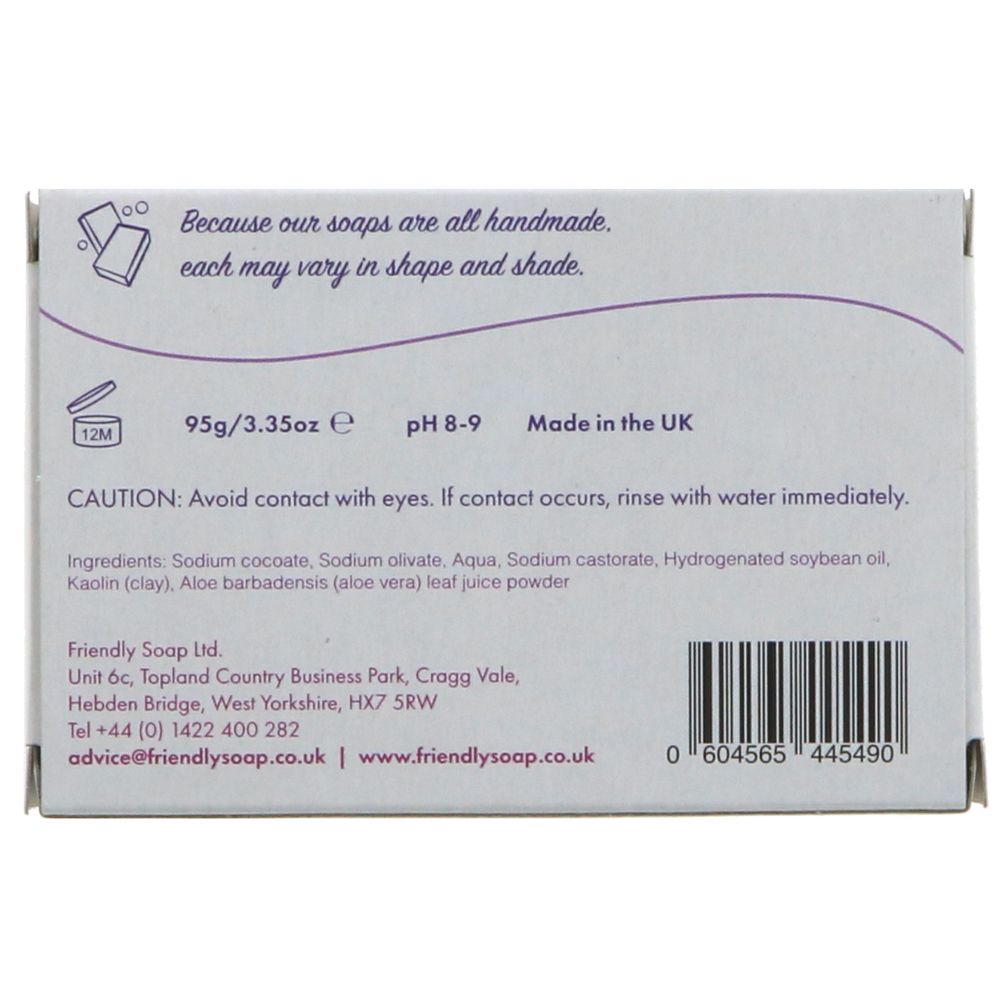 Because our soaps are all handmade,
each may vary in shape and shade.
12M
95g/3.35oz ℮ pH 8-9 Made in the UK
CAUTION: Avoid contact with eyes. If contact occurs, rinse with water immediately.
Ingredients: Sodium cocoate, Sodium olivate, Aqua, Sodium castorate, Hydrogenated soybean oil,
Kaolin (clay), Aloe barbadensis (aloe vera) leaf juice powder
Friendly Soap Ltd.
Unit 6c, Topland Country Business Park, Cragg Vale,
Hebden Bridge, West Yorkshire, HX7 5RW
Tel +44 (0) 1422 400 282
advice@friendlysoap.co.uk | www.friendlysoap.co.uk
0 604565 445490